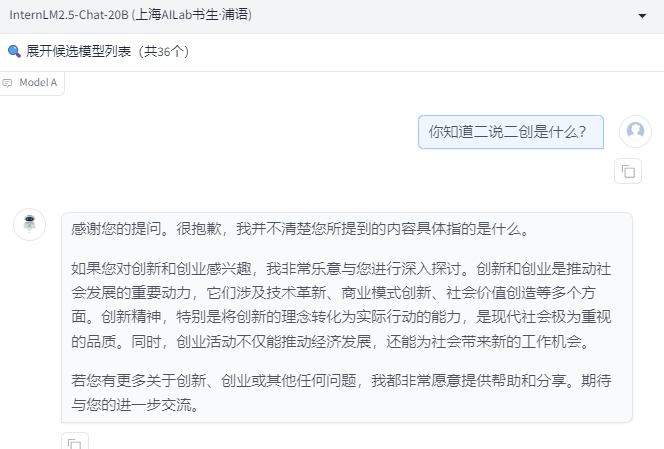 InternLM2.5-Chat-20B (上海AILab书生·浦语)
展开候选模型列表（共36个）
Model A
你知道二说二创是什么？
感谢您的提问。很抱歉，我并不清楚您所提到的内容具体指的是什么。
如果您对创新和创业感兴趣，我非常乐意与您进行深入探讨。创新和创业是推动社
会发展的重要动力，它们涉及技术革新、商业模式创新、社会价值创造等多个方
面。创新精神，特别是将创新的理念转化为实际行动的能力，是现代社会极为重视
的品质。同时，创业活动不仅能推动经济发展，还能为社会带来新的工作机会。
若您有更多关于创新、创业或其他任何问题，我都非常愿意提供帮助和分享。期待
与您的进一步交流。